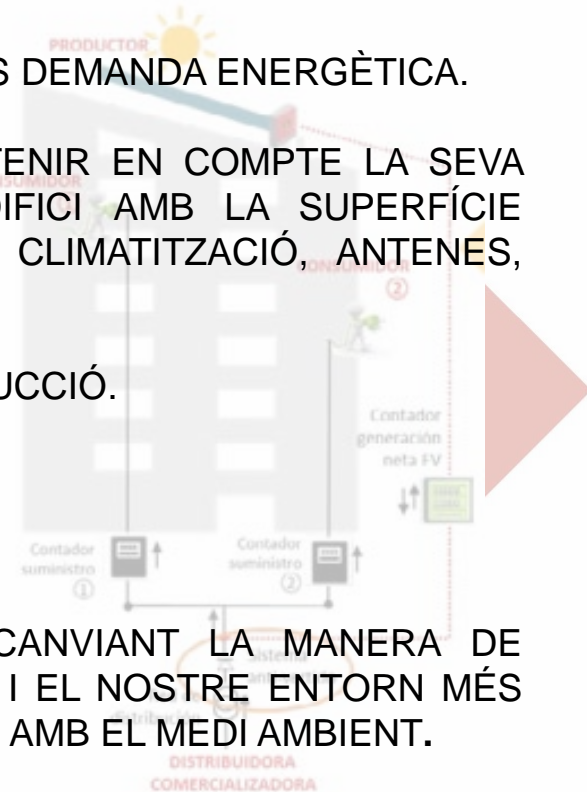 PRODUCTOR
S DEMANDA ENERGÈTICA.
TENIR EN COMPTE LA SEVA
DIFICI AMB LA SUPERFÍCIE
CLIMATITZACIÓ, ANTENES,
CONSUMIDOR
②
UCCIÓ.
Contador
generación
neta FV
Contador
suministro
①
Contador
suministro
②
CANVIANT LA MANERA DE
Sistema
I EL NOSTRE ENTORN MÉS
distribución
AMB EL MEDI AMBIENT.
DISTRIBUIDORA
COMERCIALIZADORA